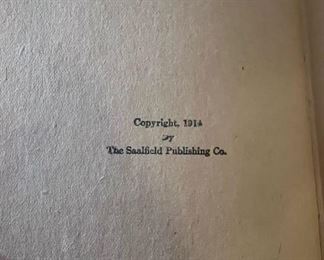 Copyright, 1914
by
The Saalfield Publishing Co.